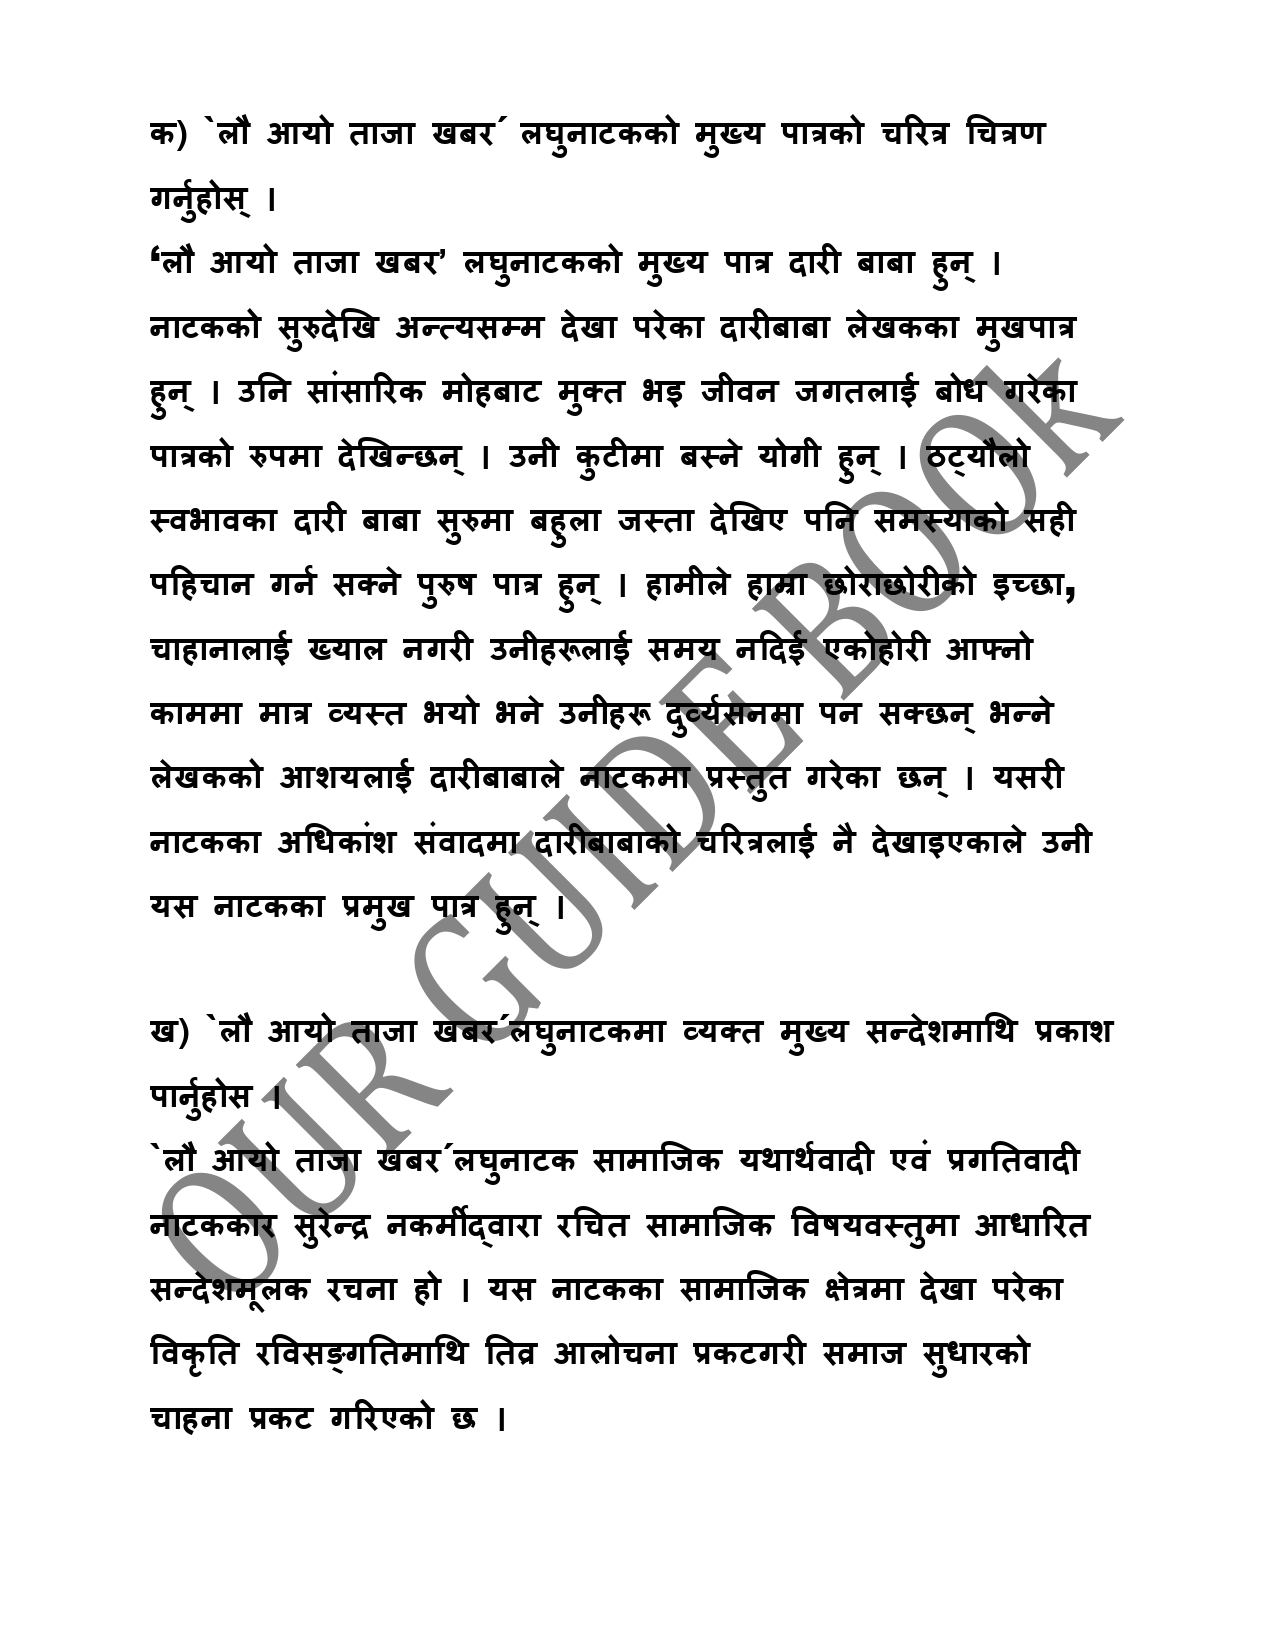 क) `लौ आयो ताजा खबर´ लघुनाटकको मुख्य पात्रको चरित्र चित्रण
गर्नुहोस् ।
‘लौ आयो ताजा खबर’ लघुनाटकको मुख्य पात्र दारी बाबा हुन् ।
नाटकको सुरुदेखि अन्त्यसम्म देखा परेका दारीबाबा लेखकका मुखपात्र
हुन् । उनि सांसारिक मोहबाट मुक्त भइ जीवन जगतलाई बोध गरेका
पात्रको रुपमा देखिन्छन् । उनी कुटीमा बस्ने योगी हुन् । ठट्यौलो
स्वभावका दारी बाबा सुरुमा बहुला जस्ता देखिए पनि समस्याको सही
पहिचान गर्न सक्ने पुरुष पात्र हुन् । हामीले हाम्रा छोराछोरीको इच्छा,
चाहानालाई ख्याल नगरी उनीहरूलाई समय नदिई एकोहोरी आफ्नो
काममा मात्र व्यस्त भयो भने उनीहरू दुर्व्यसनमा पन सक्छन् भन्ने
लेखकको आशयलाई दारीबाबाले नाटकमा प्रस्तुत गरेका छन् । यसरी
नाटकका अधिकांश संवादमा दारीबाबाको चरित्रलाई नै देखाइएकाले उनी
यस नाटकका प्रमुख पात्र हुन् ।
ख) `लौ आयो ताजा खबर´लघुनाटकमा व्यक्त मुख्य सन्देशमाथि प्रकाश
पार्नुहोस ।
`लौ आयो ताजा खबर´लघुनाटक सामाजिक यथार्थवादी एवं प्रगतिवादी
नाटककार सुरेन्द्र नकर्मीद्वारा रचित सामाजिक विषयवस्तुमा आधारित
सन्देशमूलक रचना हो । यस नाटकका सामाजिक क्षेत्रमा देखा परेका
विकृति रविसङ्गतिमाथि तिव्र आलोचना प्रकटगरी समाज सुधारको
चाहना प्रकट गरिएको छ ।
OUR GUIDE BOOk